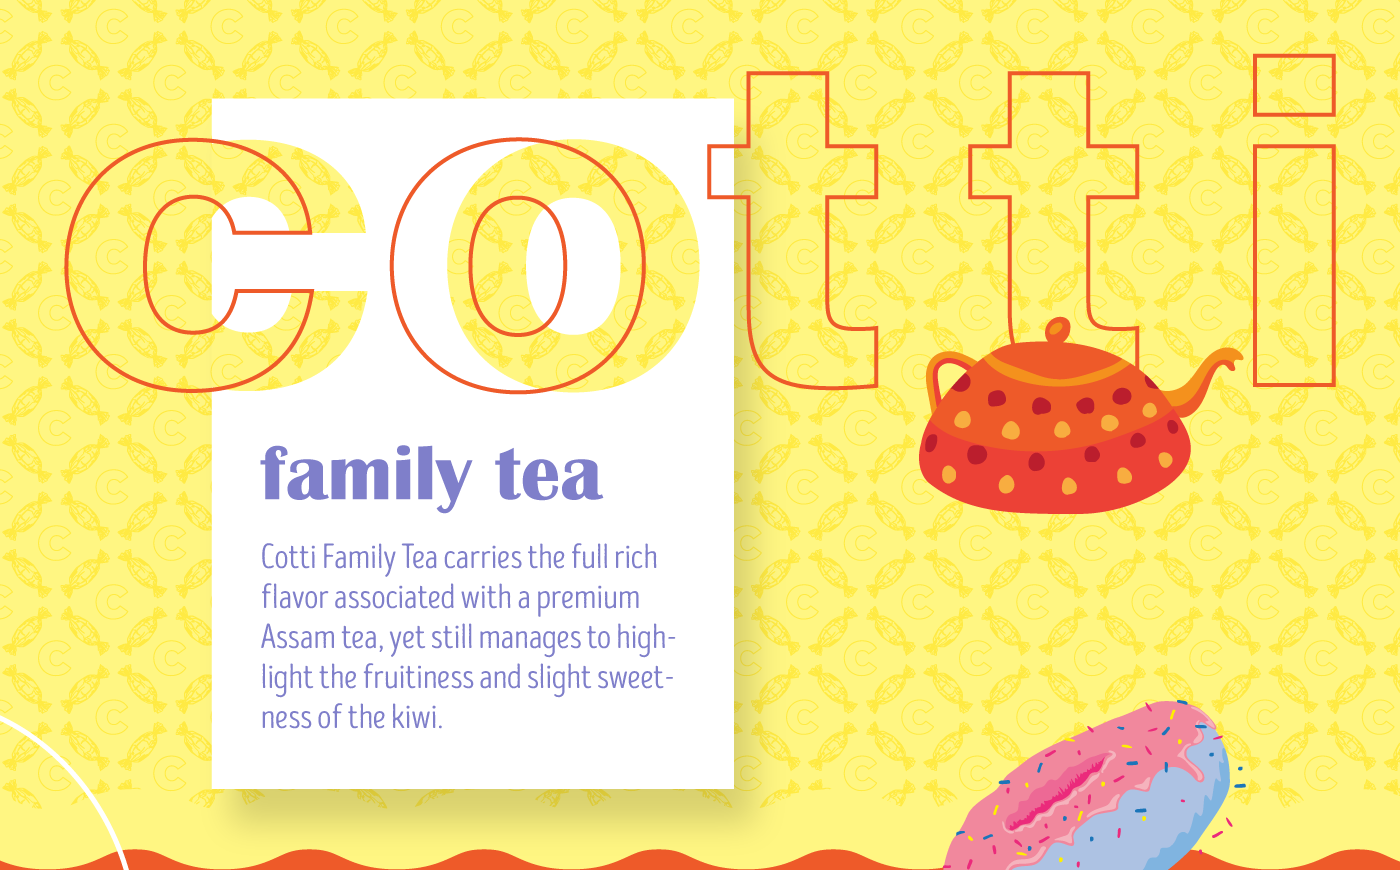 cotti
family tea
Cotti Family Tea carries the full rich
flavor associated with a premium
Assam tea, yet still manages to high-
light the fruitiness and slight sweet-
ness of the kiwi.